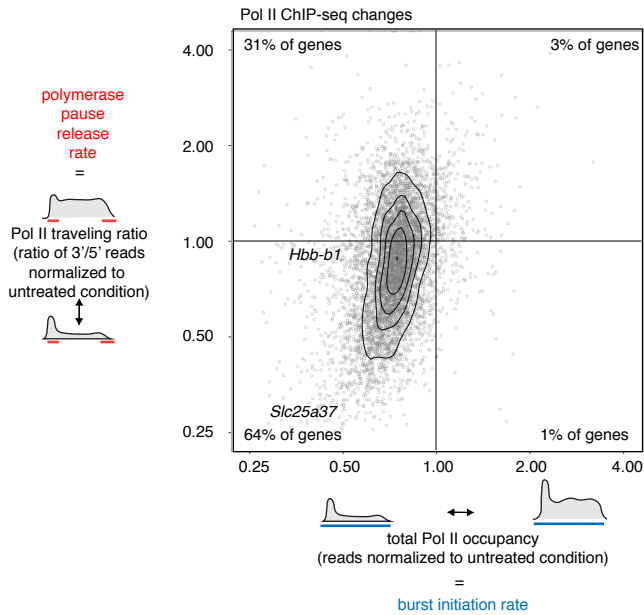 Pol II ChIP-seq changes
31% of genes
3% of genes
4.00
2.00
1.00
0.50
0.25
polymerase
pause
release
rate
=
Pol II traveling ratio
(ratio of 3'/5' reads
normalized to
untreated condition)
Hbb-b1
Slc25a37
64% of genes
1% of genes
0.25 0.50 1.00 2.00 4.00
total Pol II occupancy
(reads normalized to untreated condition)
=
burst initiation rate